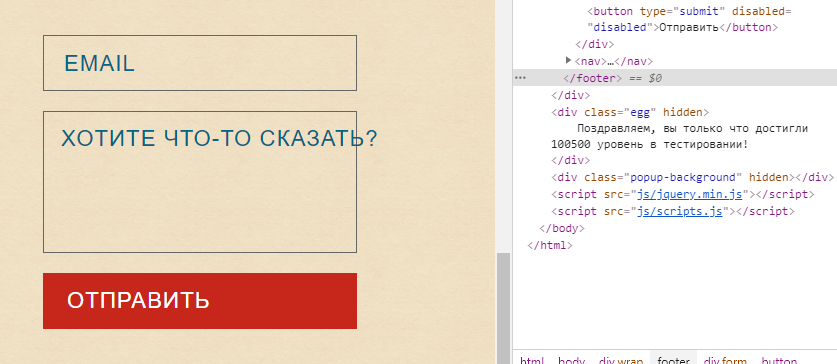 EMAIL
ХОТИТЕ ЧТО-ТО СКАЗАТЬ?
ОТПРАВИТЬ
<button type="submit" disabled=
"disabled">Отправить</button>
</div>
<nav>…</nav>
</footer> == $0
</div>
<div class="egg" hidden>
Поздравляем, вы только что достигли
100500 уровень в тестировании!
</div>
<div class="popup-background" hidden></div>
<script src="js/jquery.min.js"></script>
<script src="js/scripts.js"></script>
</body>
</html>
html body div.wrap footer div.form button